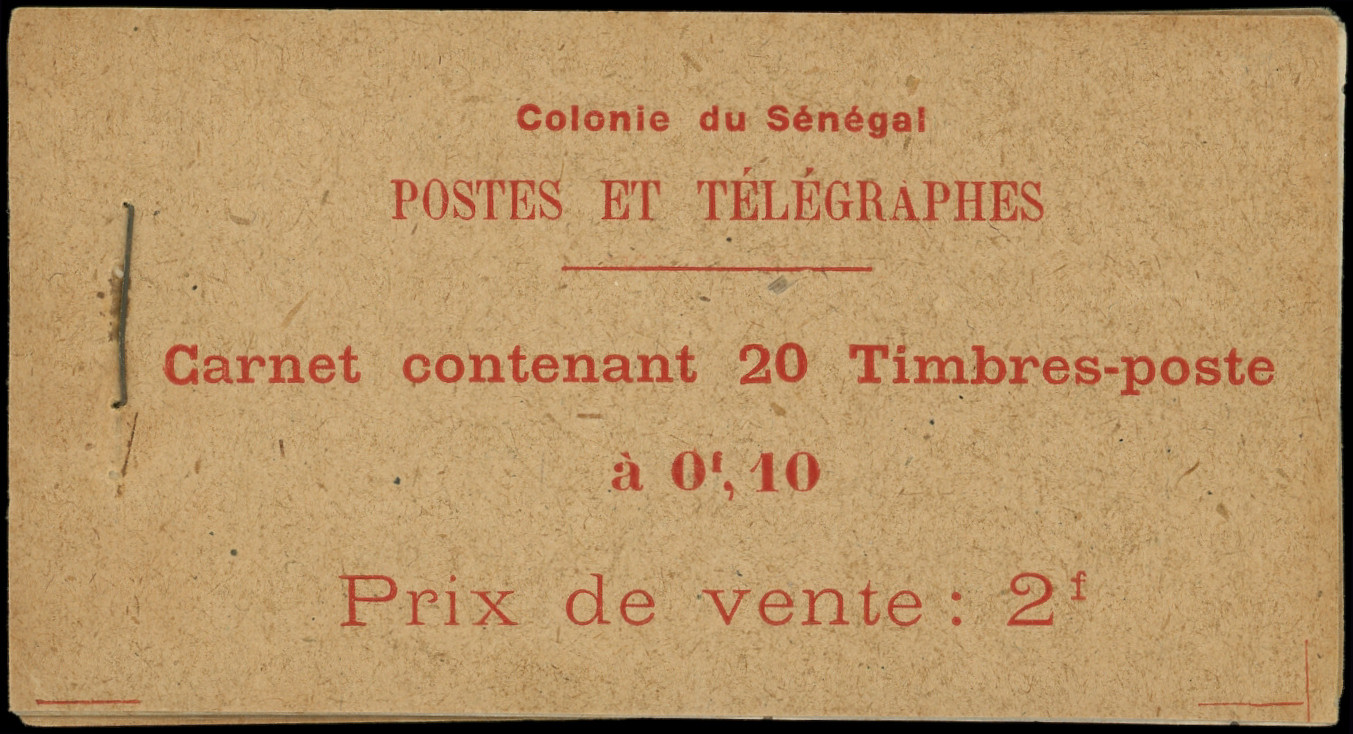 Colonie du Sénégal
POSTES ET TÉLÉGRAPHES
Carnet contenant 20 Timbres-poste
à 0f,10
Prix de vente : 2f